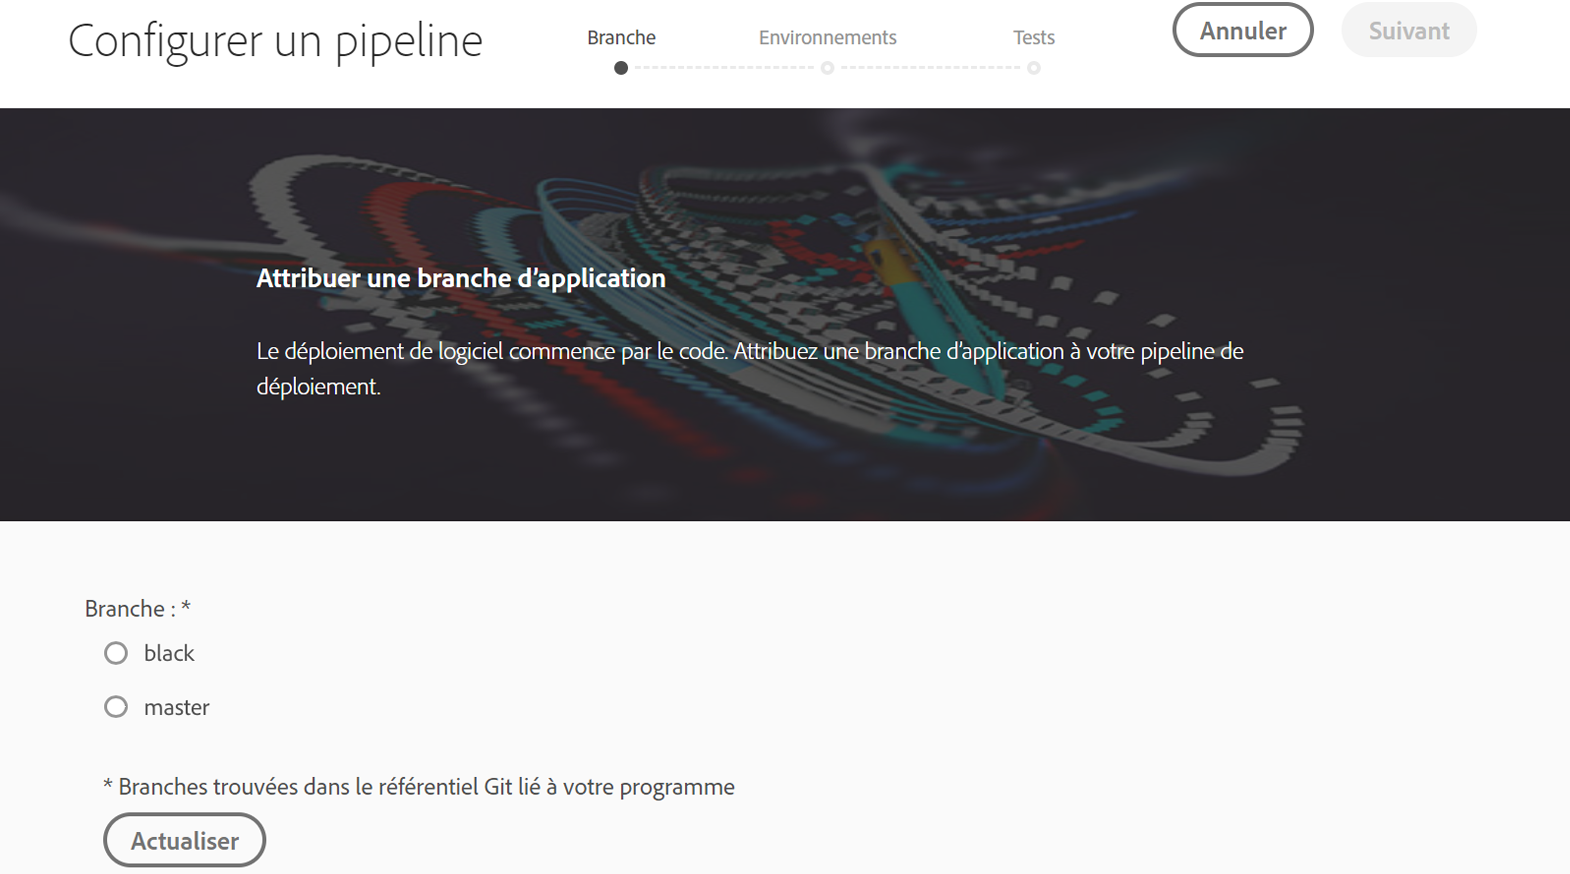 Configurer un pipeline
Branche
Environnements
Tests
Annuler
Suivant
Attribuer une branche d’application
Le déploiement de logiciel commence par le code. Attribuez une branche d’application à votre pipeline de
déploiement.
Branche : *
black
master
* Branches trouvées dans le référentiel Git lié à votre programme
Actualiser